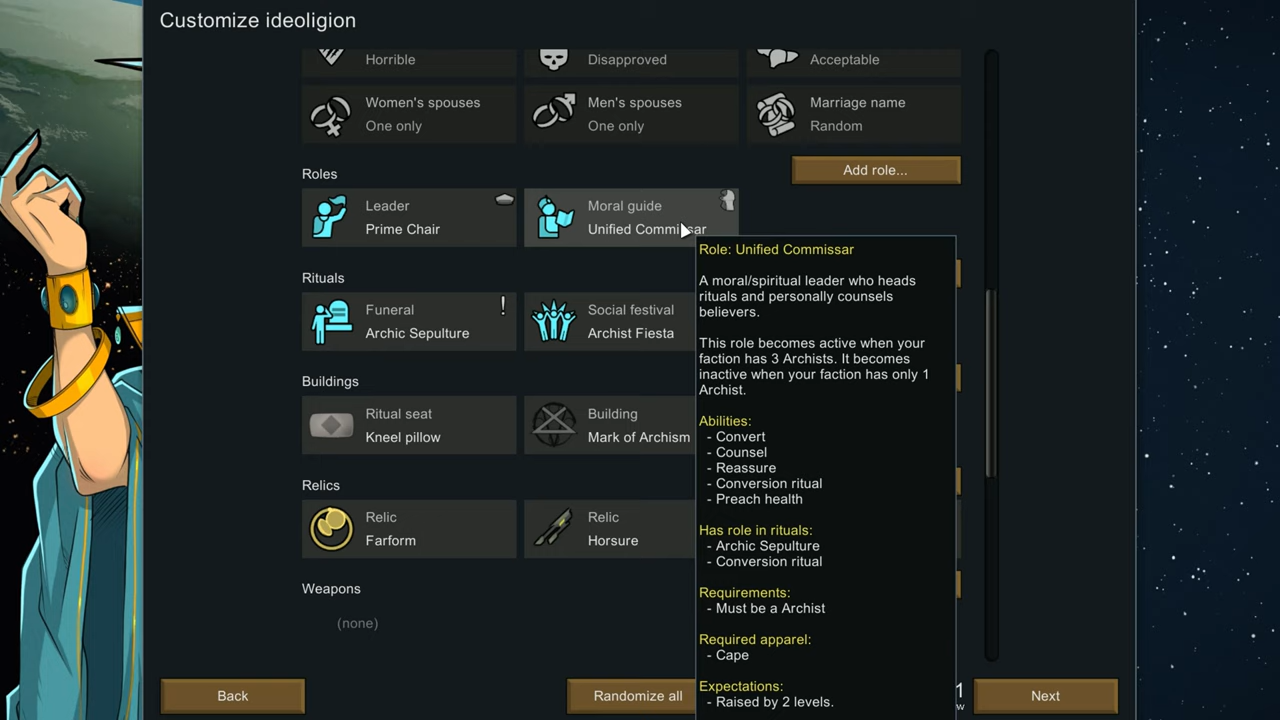 Customize ideoligion
Horrible
Disapproved
Acceptable
Women's spouses
One only
Men's spouses
One only
Marriage name
Random
Roles
Add role...
Leader
Prime Chair
Moral guide
Unified Commissar
Role: Unified Commissar
A moral/spiritual leader who heads
rituals and personally counsels
believers.
This role becomes active when your
faction has 3 Archists. It becomes
inactive when your faction has only 1
Archist.
Abilities:
- Convert
- Counsel
- Reassure
- Conversion ritual
- Preach health
Has role in rituals:
- Archic Sepulture
- Conversion ritual
Requirements:
- Must be a Archist
Required apparel:
- Cape
Expectations:
- Raised by 2 levels.
Rituals
Funeral
Archic Sepulture
!
Social festival
Archist Fiesta
Buildings
Ritual seat
Kneel pillow
Building
Mark of Archism
Relics
Relic
Farform
Relic
Horsure
Weapons
(none)
Back
Randomize all
Next